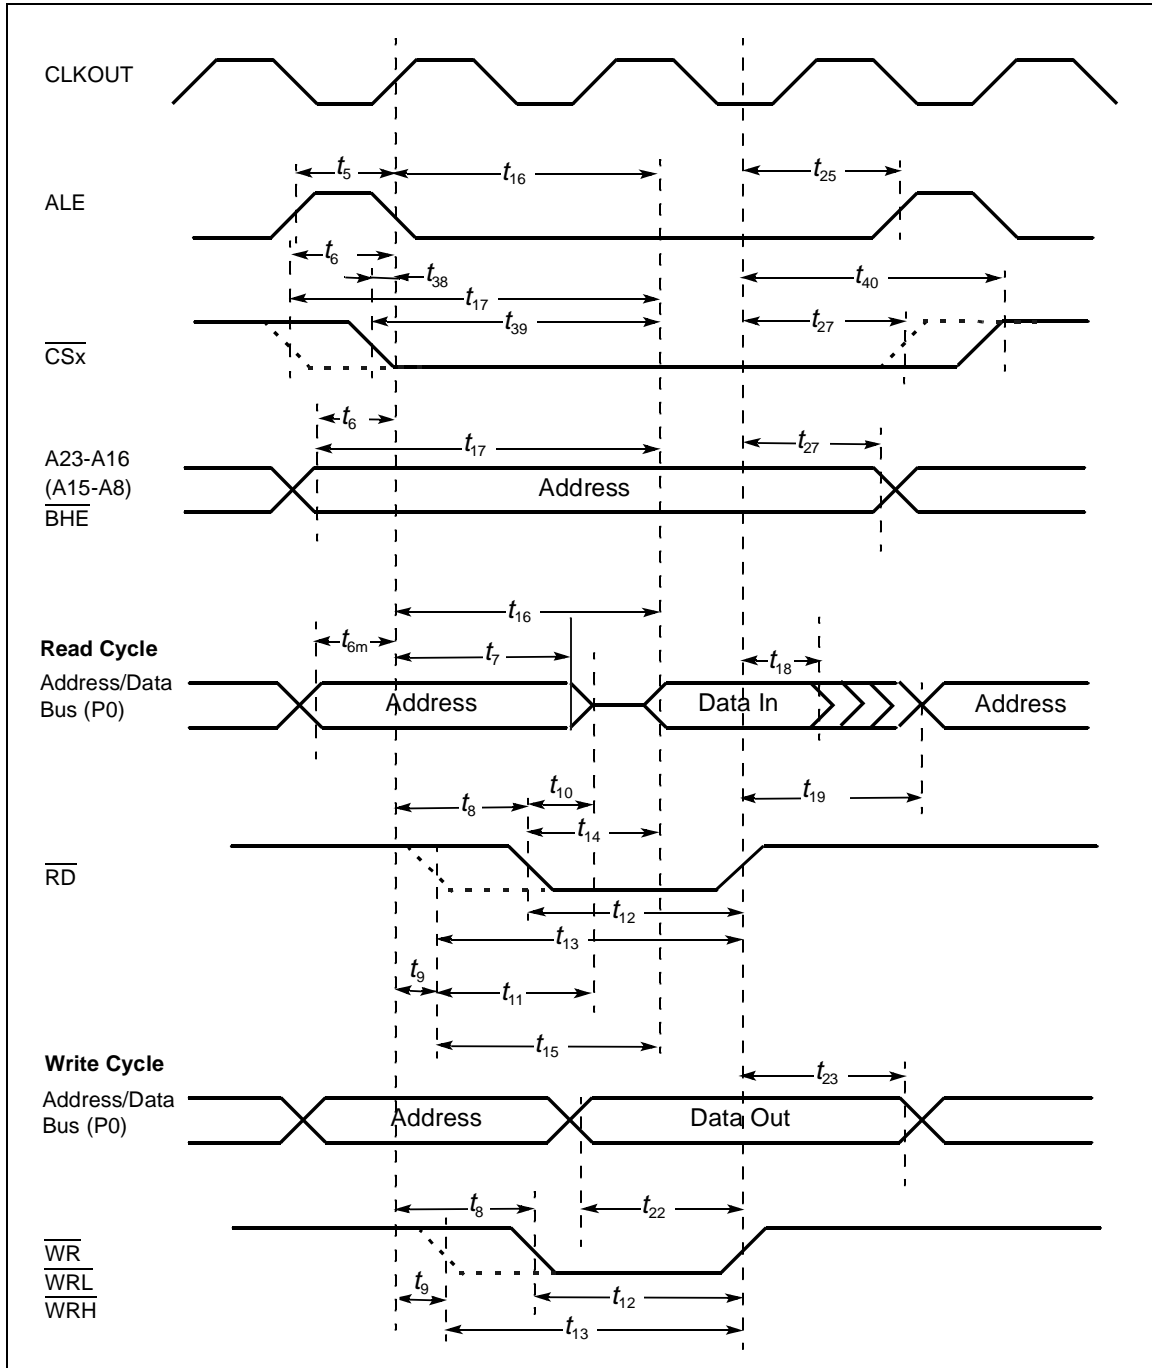 CLKOUT
t5
t16
t25
ALE
t6
t38
t40
t17
t39
t27
CSx
t6
t17
t27
A23-A16
(A15-A8)
BHE
Address
t16
t6m
t7
t18
Read Cycle
Address/Data
Bus (P0)
Address
Data In
Address
t10
t8
t19
t14
RD
t12
t13
t9
t11
t15
Write Cycle
t23
Address/Data
Bus (P0)
Address
Data Out
t8
t22
WR
WRL
WRH
t9
t12
t13